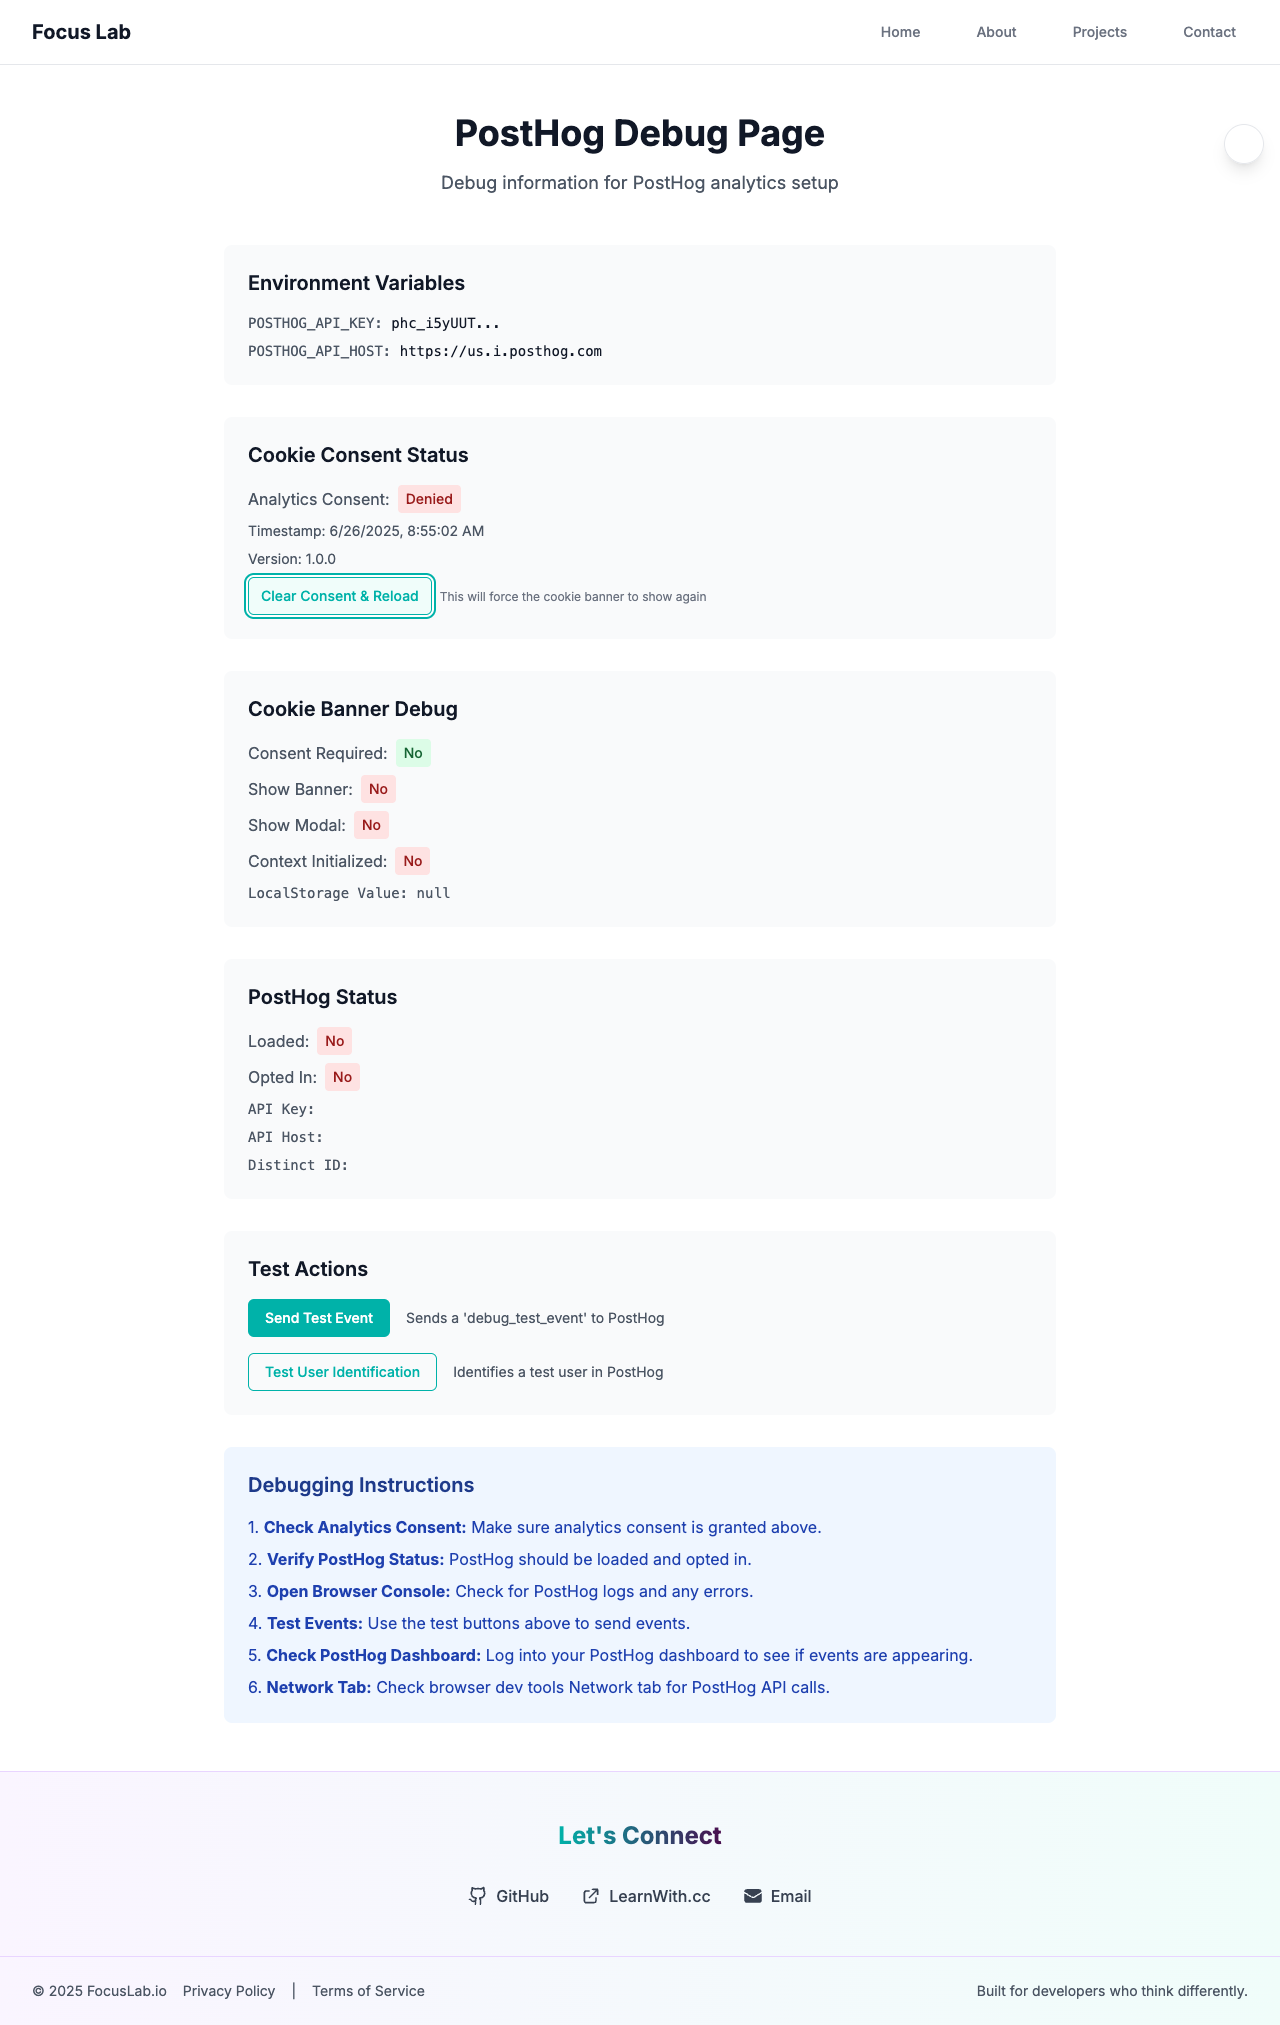 Focus Lab
Home About Projects Contact
PostHog Debug Page
Debug information for PostHog analytics setup
Environment Variables
POSTHOG_API_KEY: phc_i5yUUT...
POSTHOG_API_HOST: https://us.i.posthog.com
Cookie Consent Status
Analytics Consent: Denied
Timestamp: 6/26/2025, 8:55:02 AM
Version: 1.0.0
Clear Consent & Reload This will force the cookie banner to show again
Cookie Banner Debug
Consent Required: No
Show Banner: No
Show Modal: No
Context Initialized: No
LocalStorage Value: null
PostHog Status
Loaded: No
Opted In: No
API Key:
API Host:
Distinct ID:
Test Actions
Send Test Event Sends a 'debug_test_event' to PostHog
Test User Identification Identifies a test user in PostHog
Debugging Instructions
1. Check Analytics Consent: Make sure analytics consent is granted above.
2. Verify PostHog Status: PostHog should be loaded and opted in.
3. Open Browser Console: Check for PostHog logs and any errors.
4. Test Events: Use the test buttons above to send events.
5. Check PostHog Dashboard: Log into your PostHog dashboard to see if events are appearing.
6. Network Tab: Check browser dev tools Network tab for PostHog API calls.
Let's Connect
GitHub LearnWith.cc Email
© 2025 FocusLab.io Privacy Policy | Terms of Service Built for developers who think differently.